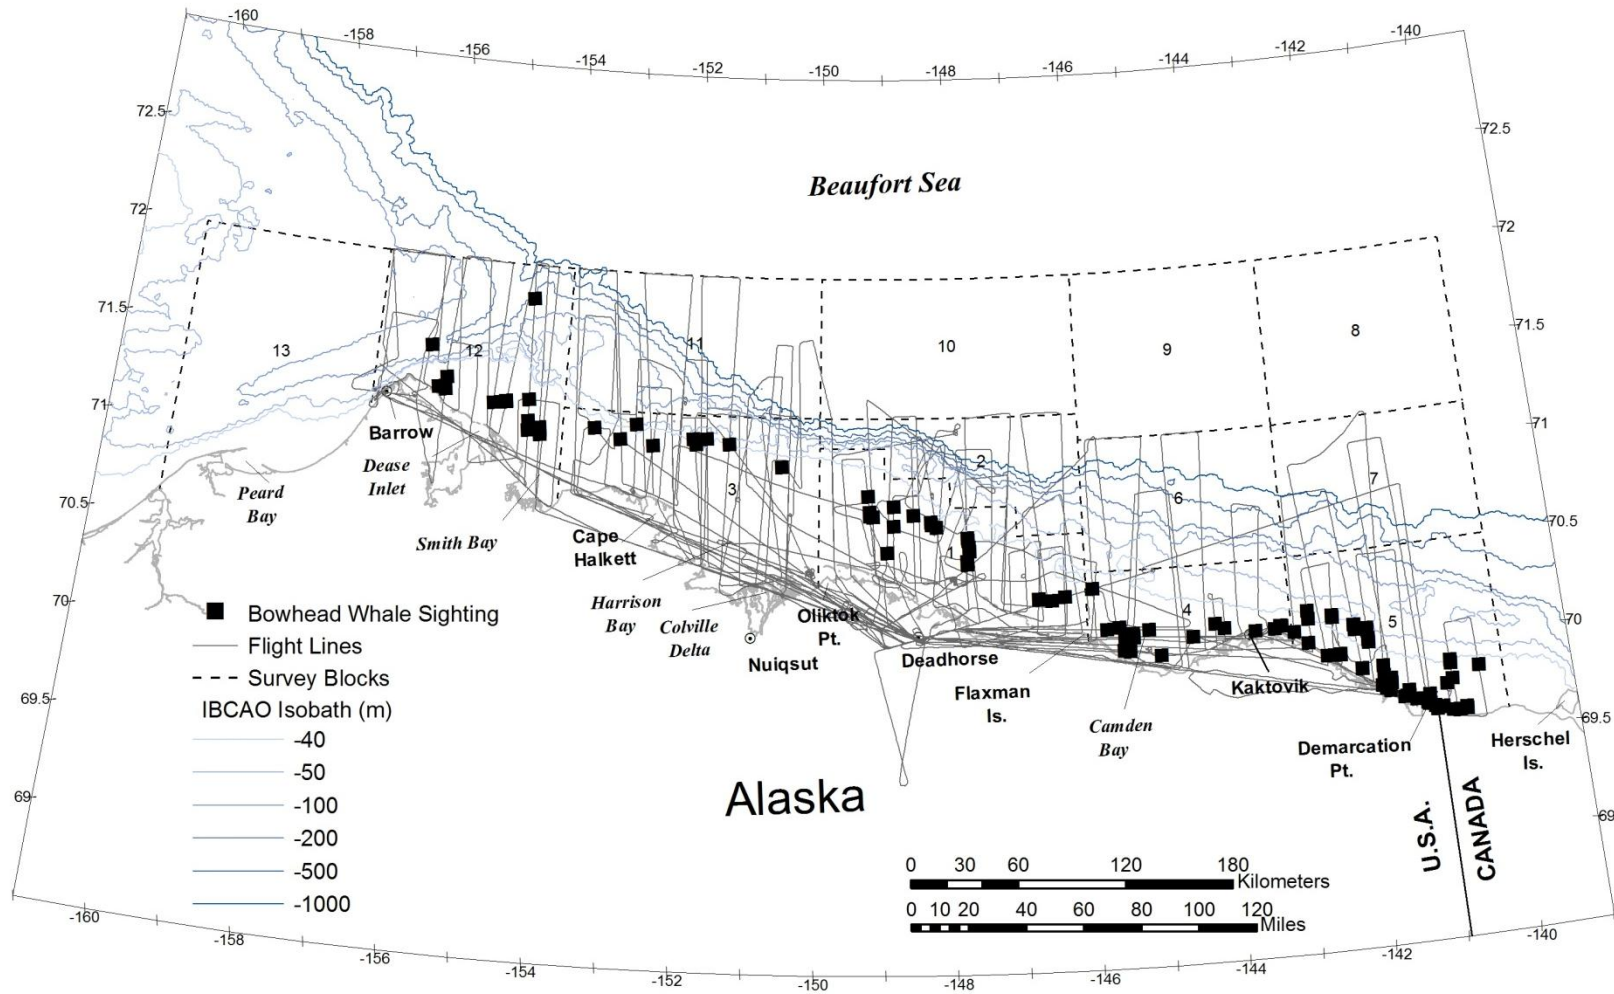 -160
-158
-156
-154
-152
-150
-148
-146
-144
-142
-140
72.5
72.5
Beaufort Sea
72
72
71.5
71.5
13
12
11
10
9
8
71
71
Barrow
Dease
Inlet
Peard
Bay
Smith Bay
Cape
Halkett
Harrison
Bay
Colville
Delta
3
2
1
6
7
4
5
70.5
70.5
70
70
Oliktok
Pt.
Nuiqsut
Deadhorse
Flaxman
Is.
Camden
Bay
Kaktovik
Demarcation
Pt.
Herschel
Is.
69.5
69.5
Bowhead Whale Sighting
Flight Lines
Survey Blocks
IBCAO Isobath (m)
-40
-50
-100
-200
-500
-1000
69
69
Alaska
U.S.A.
CANADA
0 30 60 120 180
Kilometers
0 10 20 40 60 80 100 120
Miles
-160
-158
-156
-154
-152
-150
-148
-146
-144
-142
-140